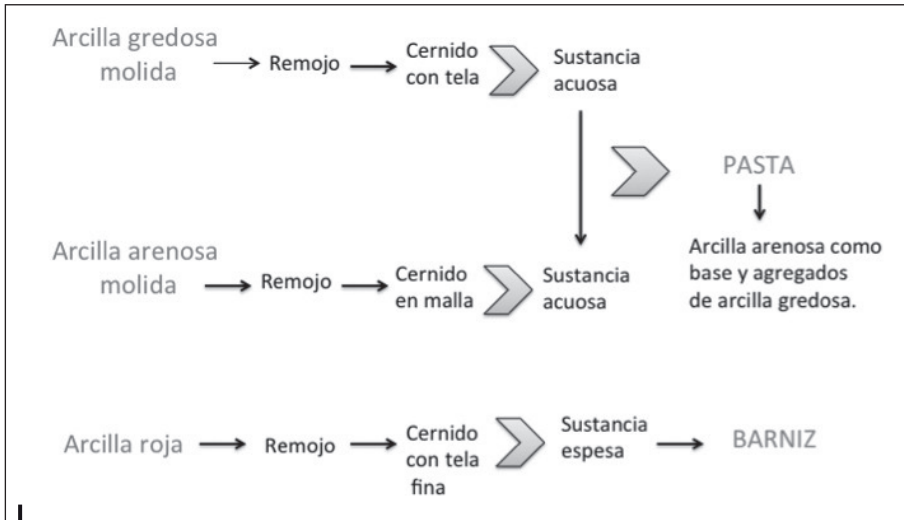 Arcilla gredosa
molida
Remojo
Cernido
con tela
Sustancia
acuosa
PASTA
Arcilla arenosa como
base y agregados
de arcilla gredosa.
Arcilla arenosa
molida
Remojo
Cernido
en malla
Sustancia
acuosa
Arcilla roja
Remojo
Cernido
con tela
fina
Sustancia
espesa
BARNIZ